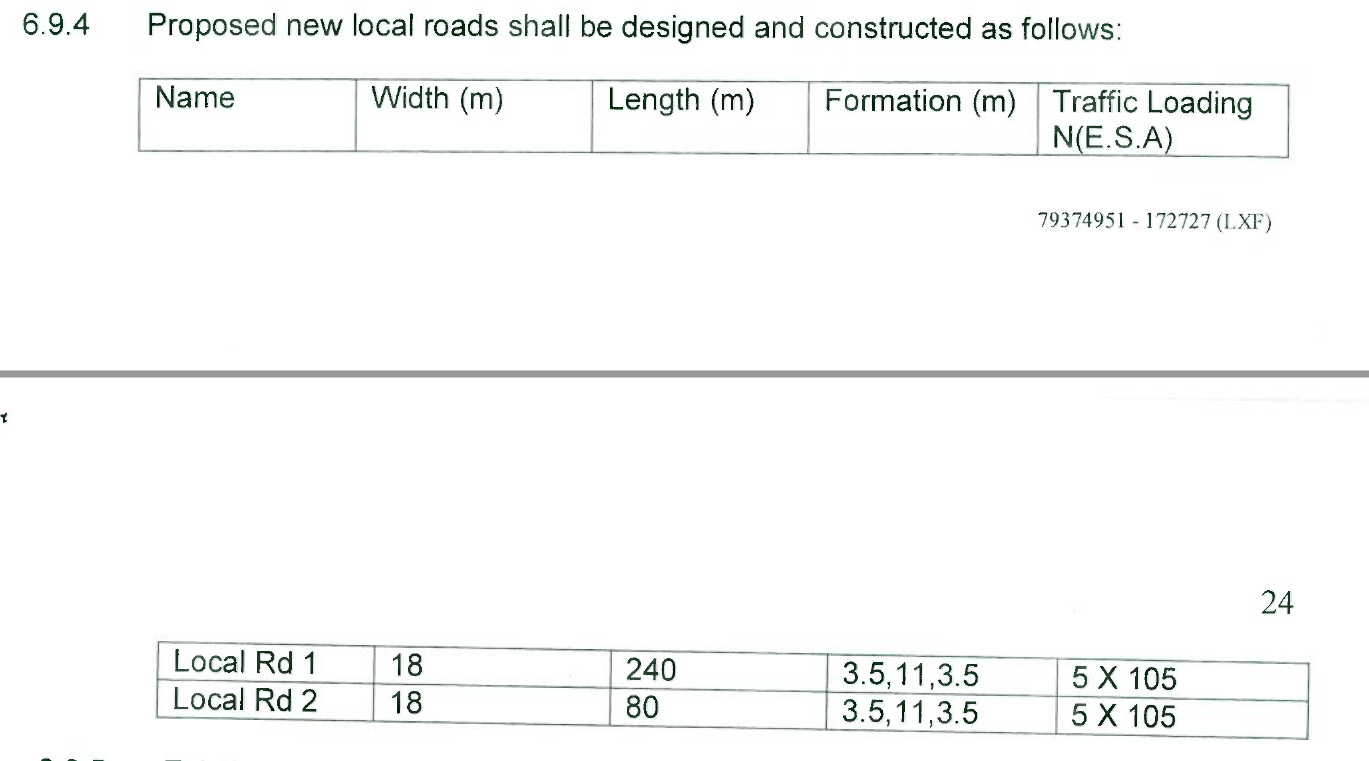 6.9.4 Proposed new local roads shall be designed and constructed as follows:
Name Width (m) Length (m) Formation (m) Traffic Loading
N(E.S.A)
79374951 - 172727 (LXF)
24
Local Rd 1 18 240 3.5,11,3.5 5 X 105
Local Rd 2 18 80 3.5,11,3.5 5 X 105